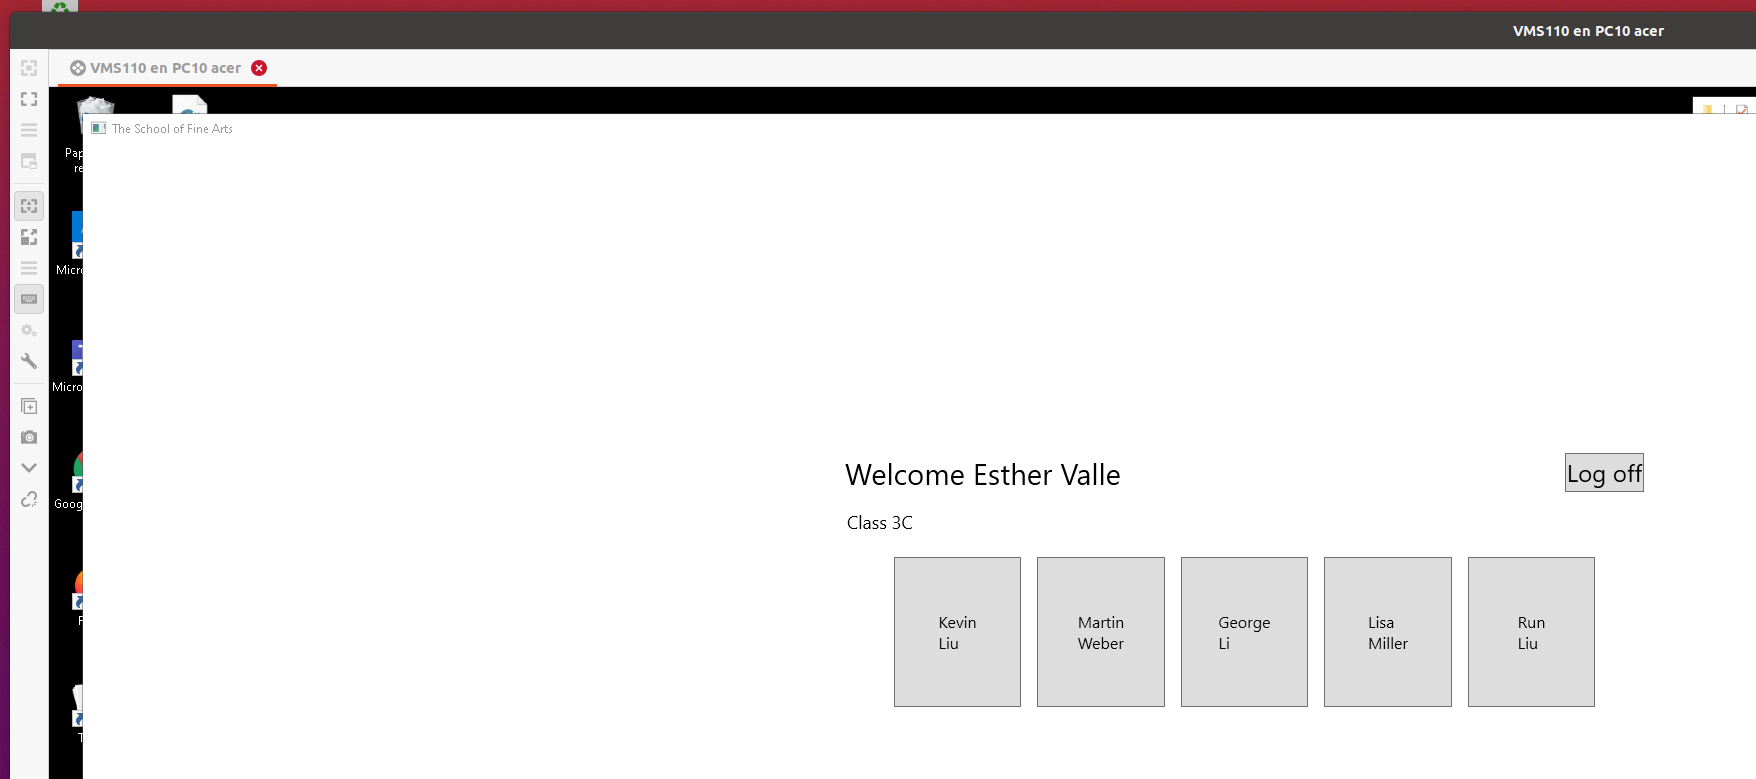 VMS110 en PC10 acer
VMS110 en PC10 acer
The School of Fine Arts
Pap
re
Micro
Micro
Goog
Welcome Esther Valle
Log off
Class 3C
Kevin
Liu
Martin
Weber
George
Li
Lisa
Miller
Run
Liu